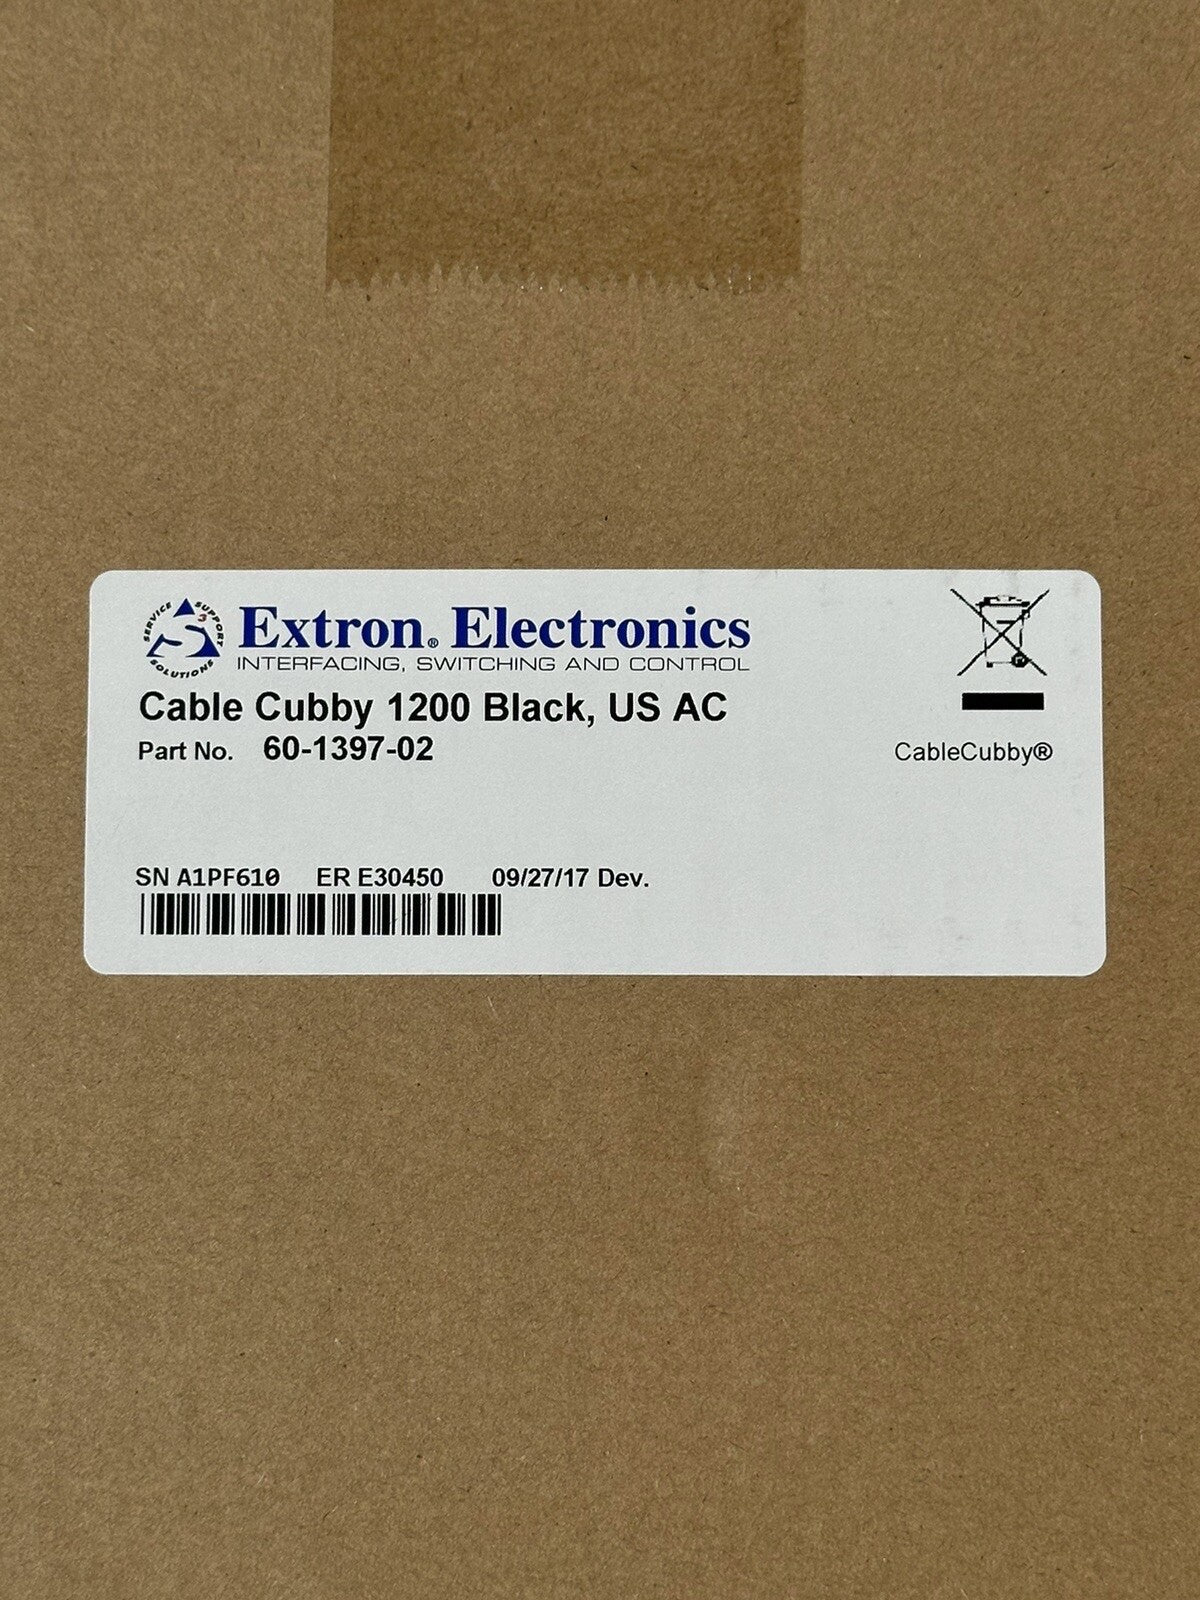 SERVICE SUPPORT SOLUTIONS
Extron® Electronics
INTERFACING, SWITCHING AND CONTROL
Cable Cubby 1200 Black, US AC
Part No. 60-1397-02
CableCubby®
SN A1PF610 ER E30450 09/27/17 Dev.